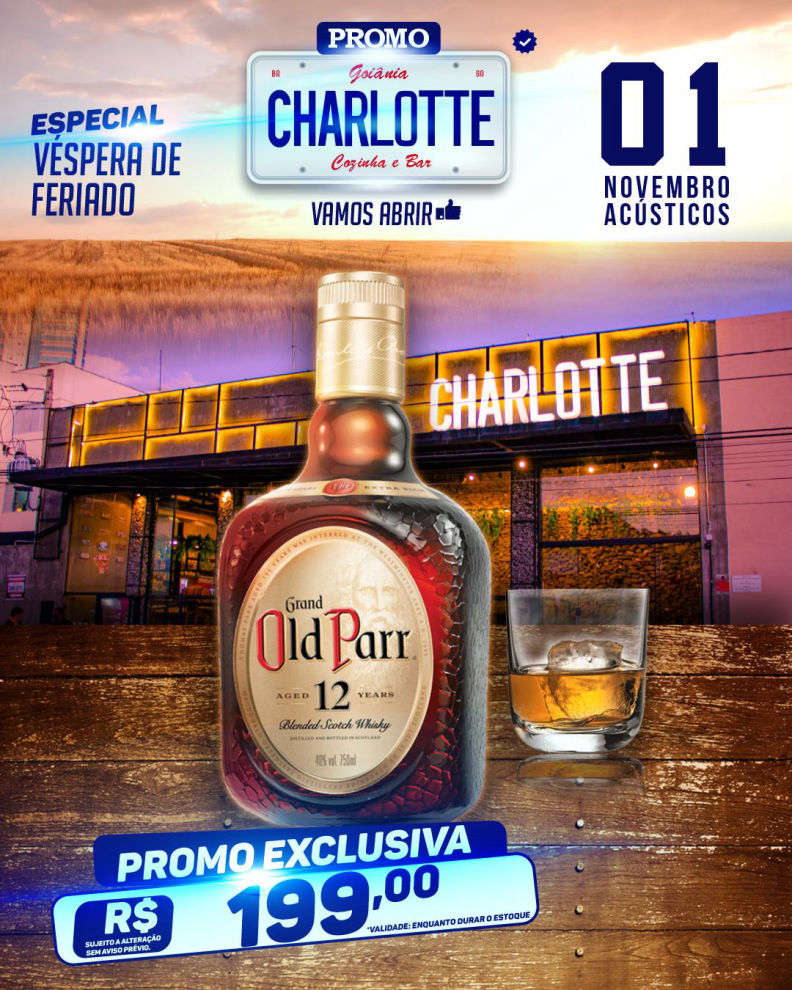 PROMO
BR
Goiânia
GO
CHARLOTTE
Cozinha e Bar
VAMOS ABRIR
ESPECIAL
VÉSPERA DE
FERIADO
01
NOVEMBRO
ACÚSTICOS
CHARLOTTE
EXTRA RICH
Grand
Old Parr
AGED 12 YEARS
Blended Scotch Whisky
DISTILLED AND BOTTLED IN SCOTLAND
40% vol. 750ml
PROMO EXCLUSIVA
R$ 199,00
SUJEITO A ALTERAÇÃO
SEM AVISO PRÉVIO.
*VALIDADE: ENQUANTO DURAR O ESTOQUE